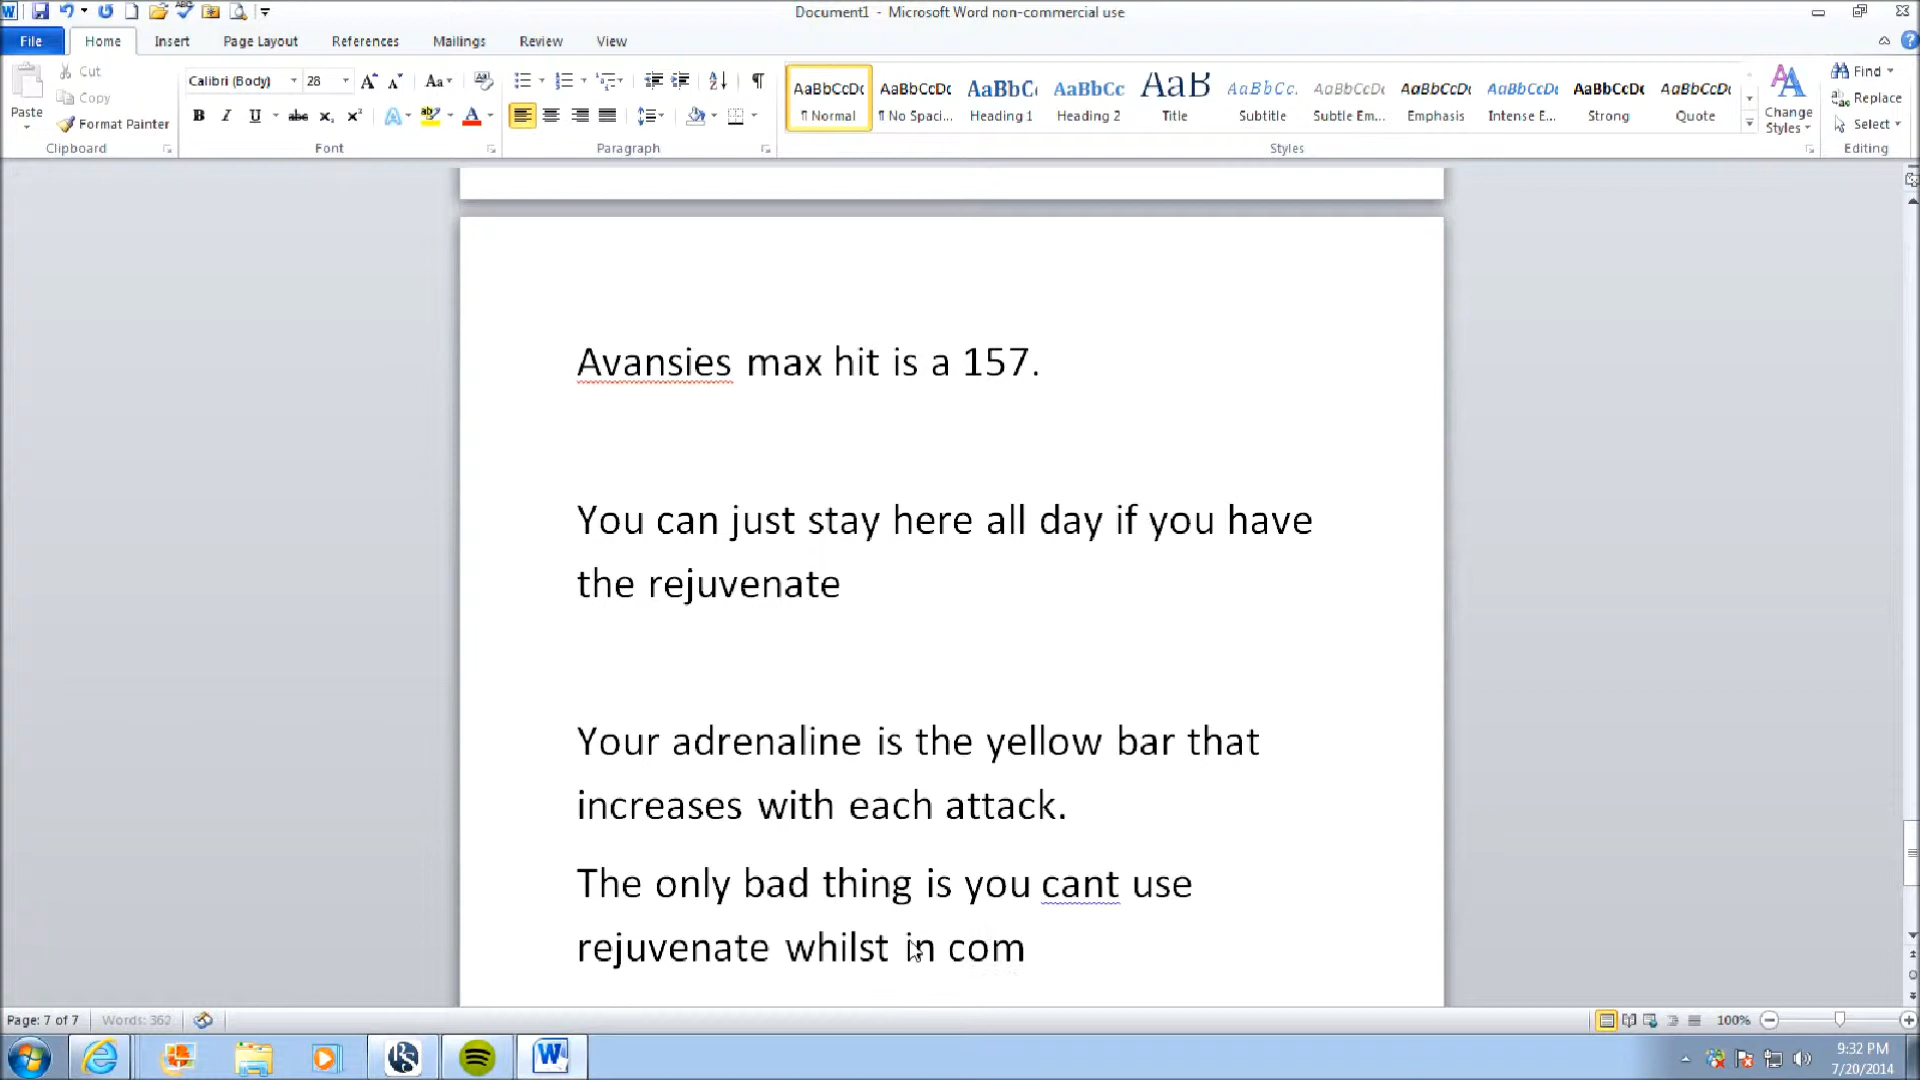 Document1 - Microsoft Word non-commercial use
File Home Insert Page Layout References Mailings Review View
Paste
Cut
Copy
Format Painter
Clipboard
Calibri (Body) 28
Font
Paragraph
AaBbCcDc AaBbCcDc AaBbC( AaBbCc AaB AaBbCc. AaBbCcDc AaBbCcDc AaBbCcDc AaBbCcDc AaBbCcDc
¶ Normal ¶ No Spaci... Heading 1 Heading 2 Title Subtitle Subtle Em... Emphasis Intense E... Strong Quote
Change Styles
Styles
Find
Replace
Select
Editing
Avansies max hit is a 157.
You can just stay here all day if you have
the rejuvenate
Your adrenaline is the yellow bar that
increases with each attack.
The only bad thing is you cant use
rejuvenate whilst in com
Page: 7 of 7 Words: 362
100%
9:32 PM
7/20/2014